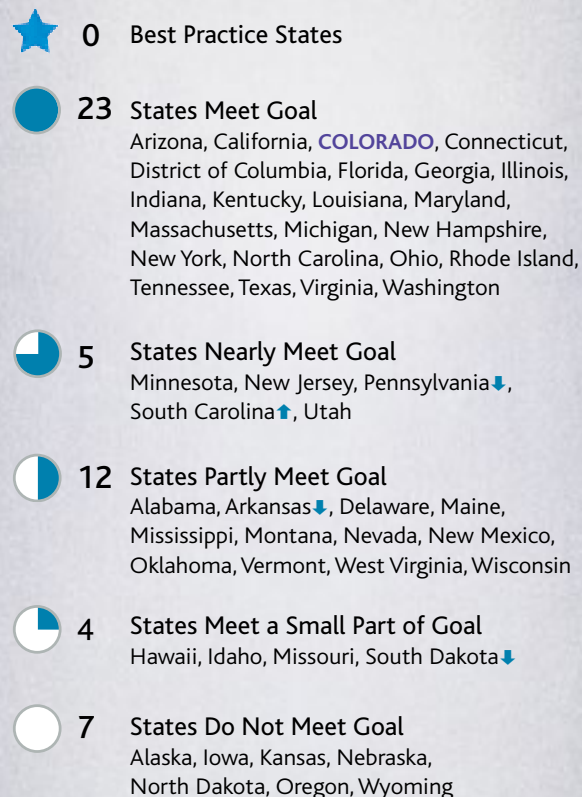 0 Best Practice States
23 States Meet Goal
Arizona, California, COLORADO, Connecticut,
District of Columbia, Florida, Georgia, Illinois,
Indiana, Kentucky, Louisiana, Maryland,
Massachusetts, Michigan, New Hampshire,
New York, North Carolina, Ohio, Rhode Island,
Tennessee, Texas, Virginia, Washington
5 States Nearly Meet Goal
Minnesota, New Jersey, Pennsylvania⬇,
South Carolina⬆, Utah
12 States Partly Meet Goal
Alabama, Arkansas⬇, Delaware, Maine,
Mississippi, Montana, Nevada, New Mexico,
Oklahoma, Vermont, West Virginia, Wisconsin
4 States Meet a Small Part of Goal
Hawaii, Idaho, Missouri, South Dakota⬇
7 States Do Not Meet Goal
Alaska, Iowa, Kansas, Nebraska,
North Dakota, Oregon, Wyoming